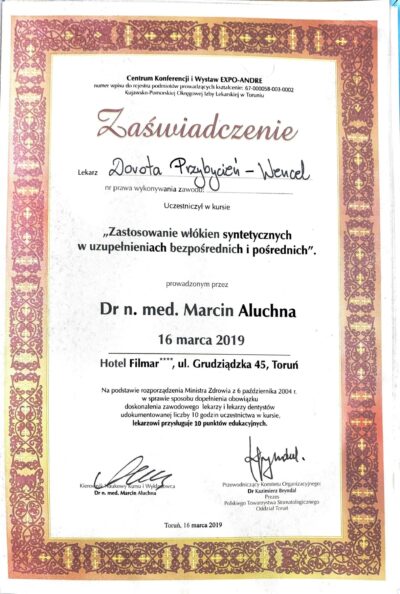 Centrum Konferencji i Wystaw EXPO-ANDRE
numer wpisu do rejestru podmiotów prowadzących kształcenie: 67-000058-003-0002
Kujawsko-Pomorskiej Okręgowej Izby Lekarskiej w Toruniu
Zaświadczenie
Lekarz Dorota Przybycień - Wencel
nr prawa wykonywania zawodu:
Uczestniczył w kursie
„Zastosowanie włókien syntetycznych
w uzupełnieniach bezpośrednich i pośrednich”.
prowadzonym przez
Dr n. med. Marcin Aluchna
16 marca 2019
Hotel Filmar****, ul. Grudziądzka 45, Toruń
Na podstawie rozporządzenia Ministra Zdrowia z 6 października 2004 r.
w sprawie sposobu dopełnienia obowiązku
doskonalenia zawodowego lekarzy i lekarzy dentystów
udokumentowanej liczby 10 godzin uczestnictwa w kursie,
lekarzowi przysługuje 10 punktów edukacyjnych.
Kierownik Naukowy Kursu i Wykładowca
Dr n. med. Marcin Aluchna
Przewodniczący Komitetu Organizacyjnego
Dr Kazimierz Bryndal
Prezes
Polskiego Towarzystwa Stomatologicznego
Oddział Toruń
Toruń, 16 marca 2019